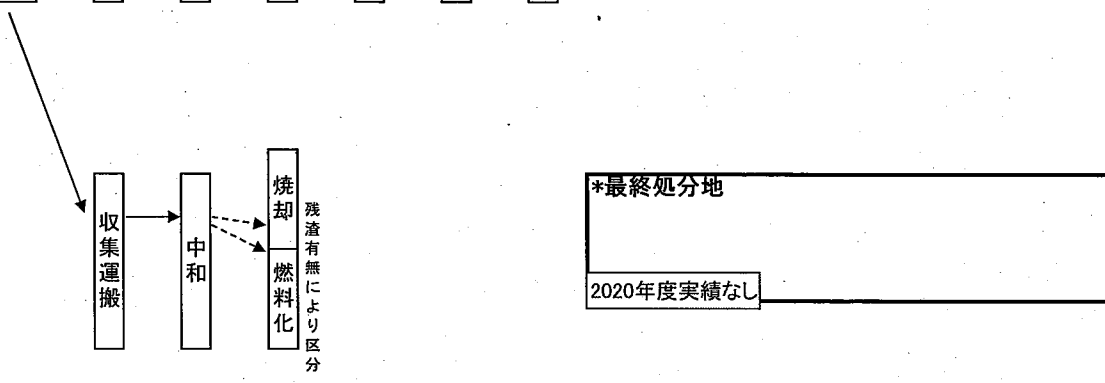 収集運搬
中和
焼却
燃料化
残渣有無により区分
*最終処分地
2020年度実績なし